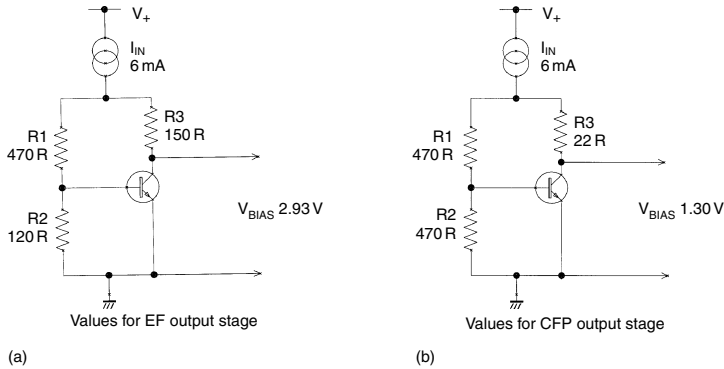 V+
IIN
6 mA
R1
470 R
R3
150 R
R2
120 R
VBIAS 2.93 V
Values for EF output stage
(a)
V+
IIN
6 mA
R1
470 R
R3
22 R
R2
470 R
VBIAS 1.30 V
Values for CFP output stage
(b)